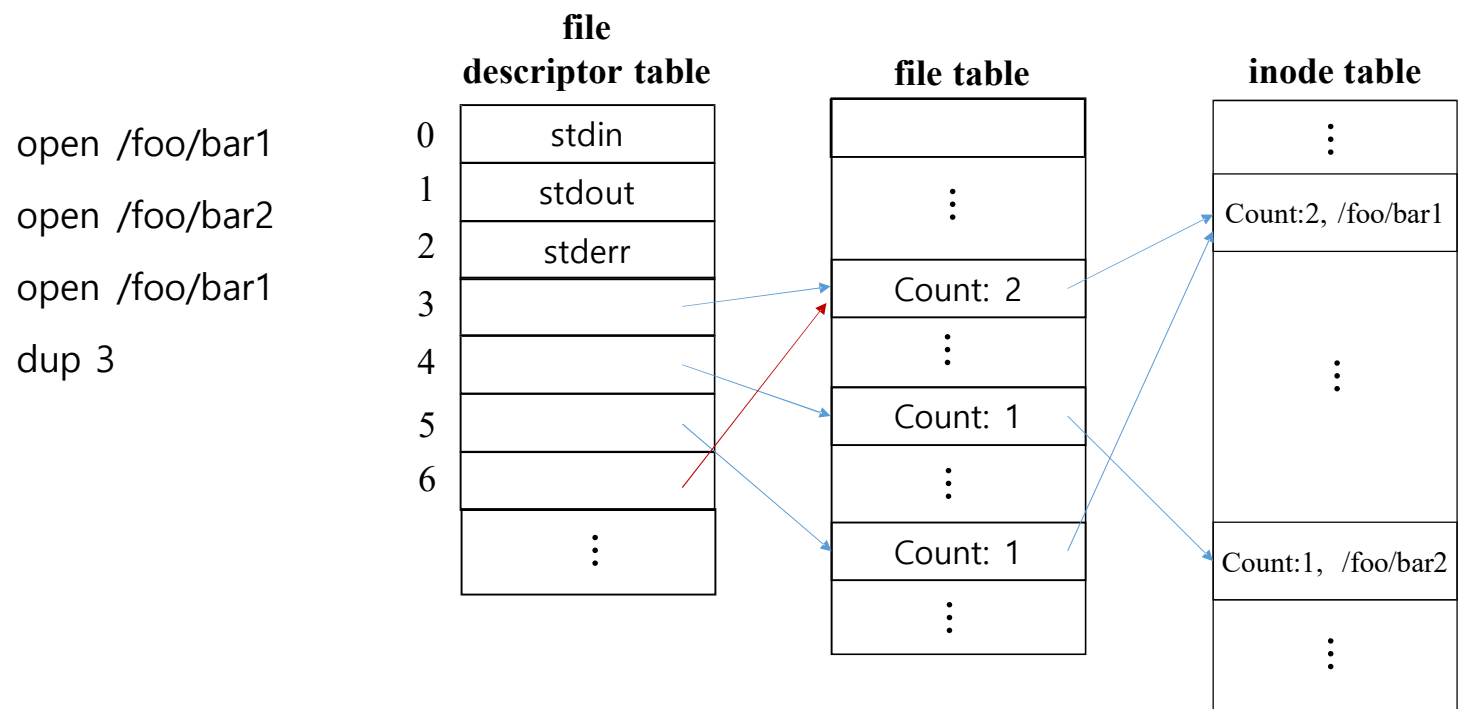 open /foo/bar1
open /foo/bar2
open /foo/bar1
dup 3
file
descriptor table
0 stdin
1 stdout
2 stderr
3
4
5
6
⋮
file table
⋮
Count: 2
⋮
Count: 1
⋮
Count: 1
⋮
inode table
⋮
Count:2, /foo/bar1
⋮
Count:1, /foo/bar2
⋮